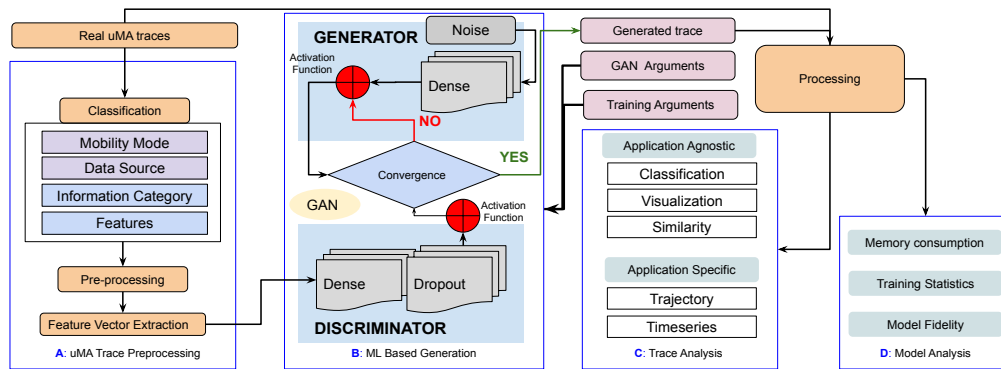 Real uMA traces
Classification
Mobility Mode
Data Source
Information Category
Features
Pre-processing
Feature Vector Extraction
A: uMA Trace Preprocessing
GENERATOR
Noise
Activation
Function
Dense
NO
YES
Convergence
GAN
Activation
Function
Dense
Dropout
DISCRIMINATOR
B: ML Based Generation
Generated trace
GAN Arguments
Training Arguments
Processing
Application Agnostic
Classification
Visualization
Similarity
Application Specific
Trajectory
Timeseries
C: Trace Analysis
Memory consumption
Training Statistics
Model Fidelity
D: Model Analysis